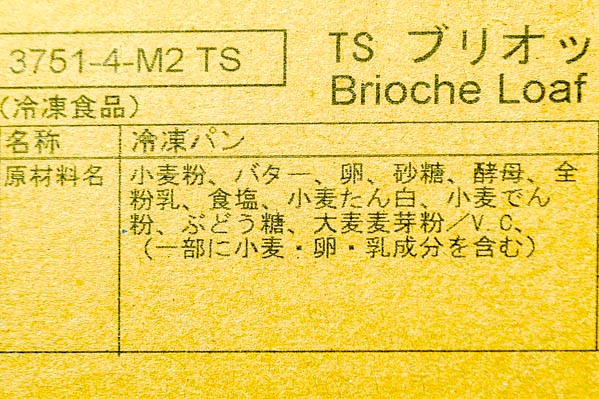 3751-4-M2 TS
TS ブリオッ
Brioche Loaf
(冷凍食品)
名称 冷凍パン
原材料名 小麦粉、バター、卵、砂糖、酵母、全
粉乳、食塩、小麦たん白、小麦でん
粉、ぶどう糖、大麦麦芽粉／V.C、
(一部に小麦・卵・乳成分を含む)